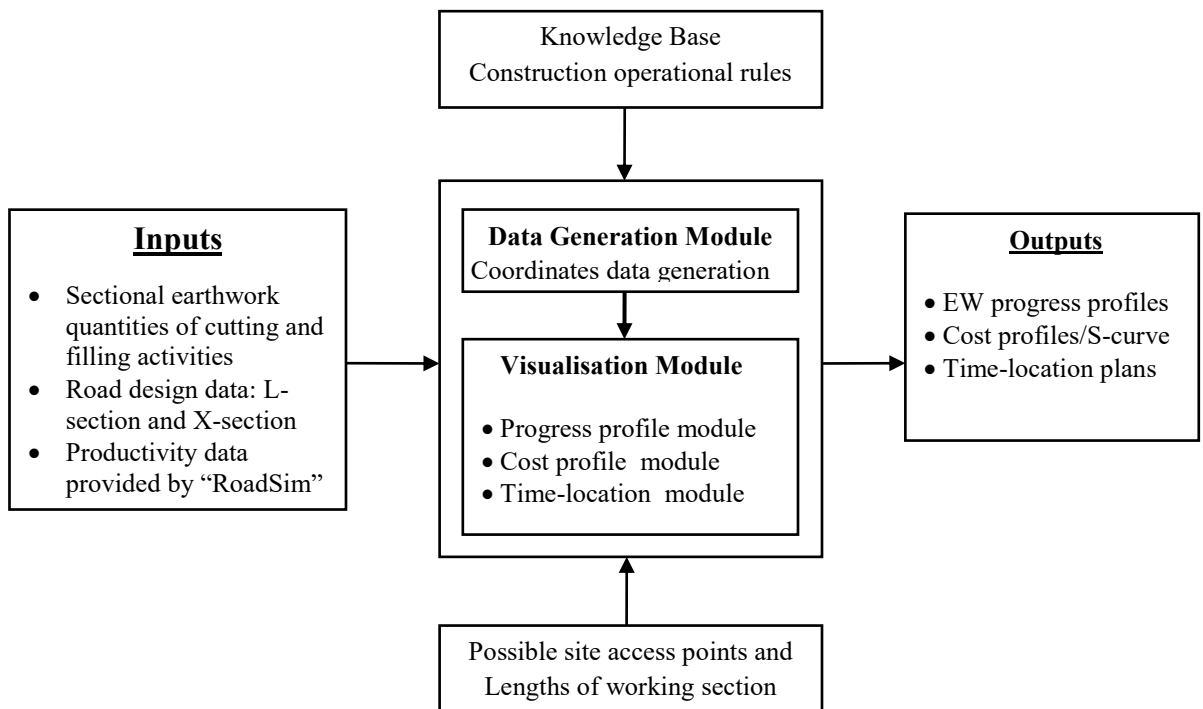 Knowledge Base
Construction operational rules
Inputs
• Sectional earthwork
quantities of cutting and
filling activities
• Road design data: L-
section and X-section
• Productivity data
provided by “RoadSim”
Data Generation Module
Coordinates data generation
Visualisation Module
• Progress profile module
• Cost profile module
• Time-location module
Outputs
• EW progress profiles
• Cost profiles/S-curve
• Time-location plans
Possible site access points and
Lengths of working section